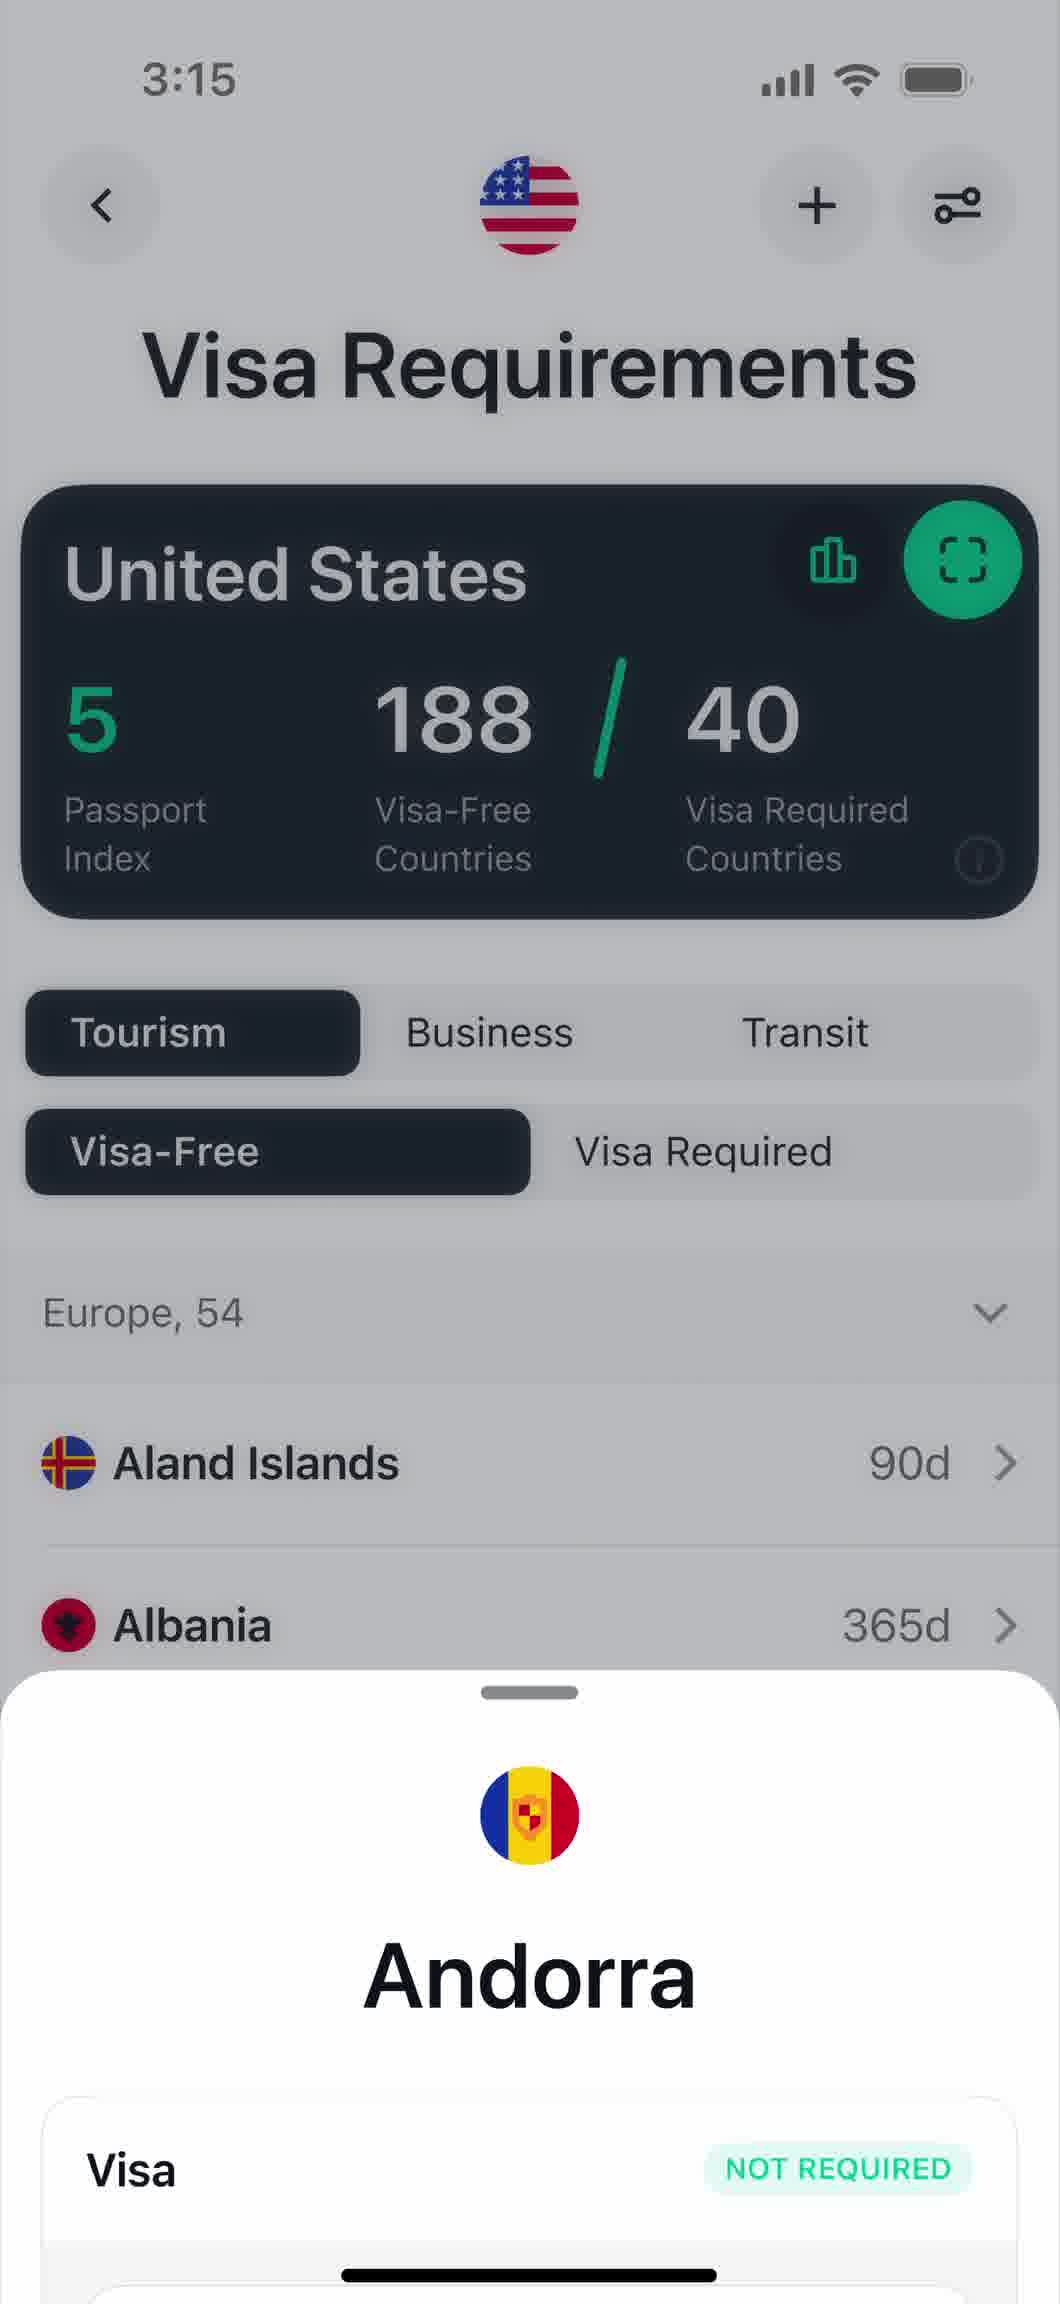 3:15
Visa Requirements
United States
5
188
40
Passport
Index
Visa-Free
Countries
Visa Required
Countries
Tourism
Business
Transit
Visa-Free
Visa Required
Europe, 54
Aland Islands
90d
Albania
365d
Andorra
Visa
NOT REQUIRED